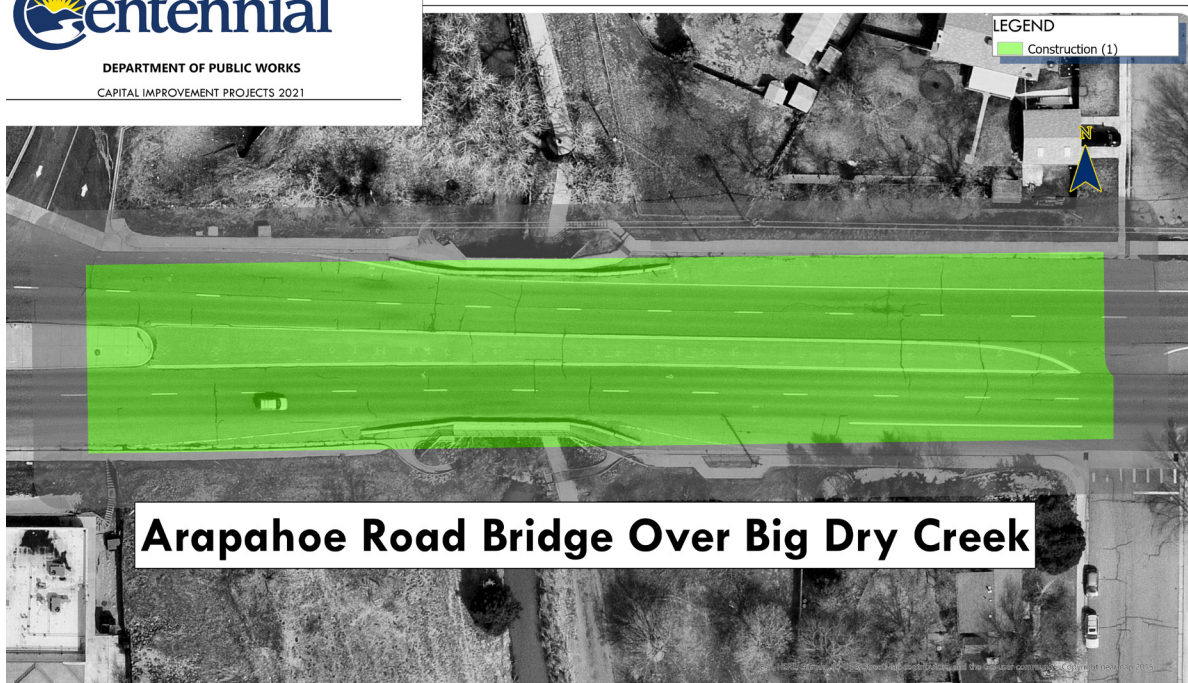 Centennial
DEPARTMENT OF PUBLIC WORKS
CAPITAL IMPROVEMENT PROJECTS 2021
LEGEND
Construction (1)
N
Arapahoe Road Bridge Over Big Dry Creek